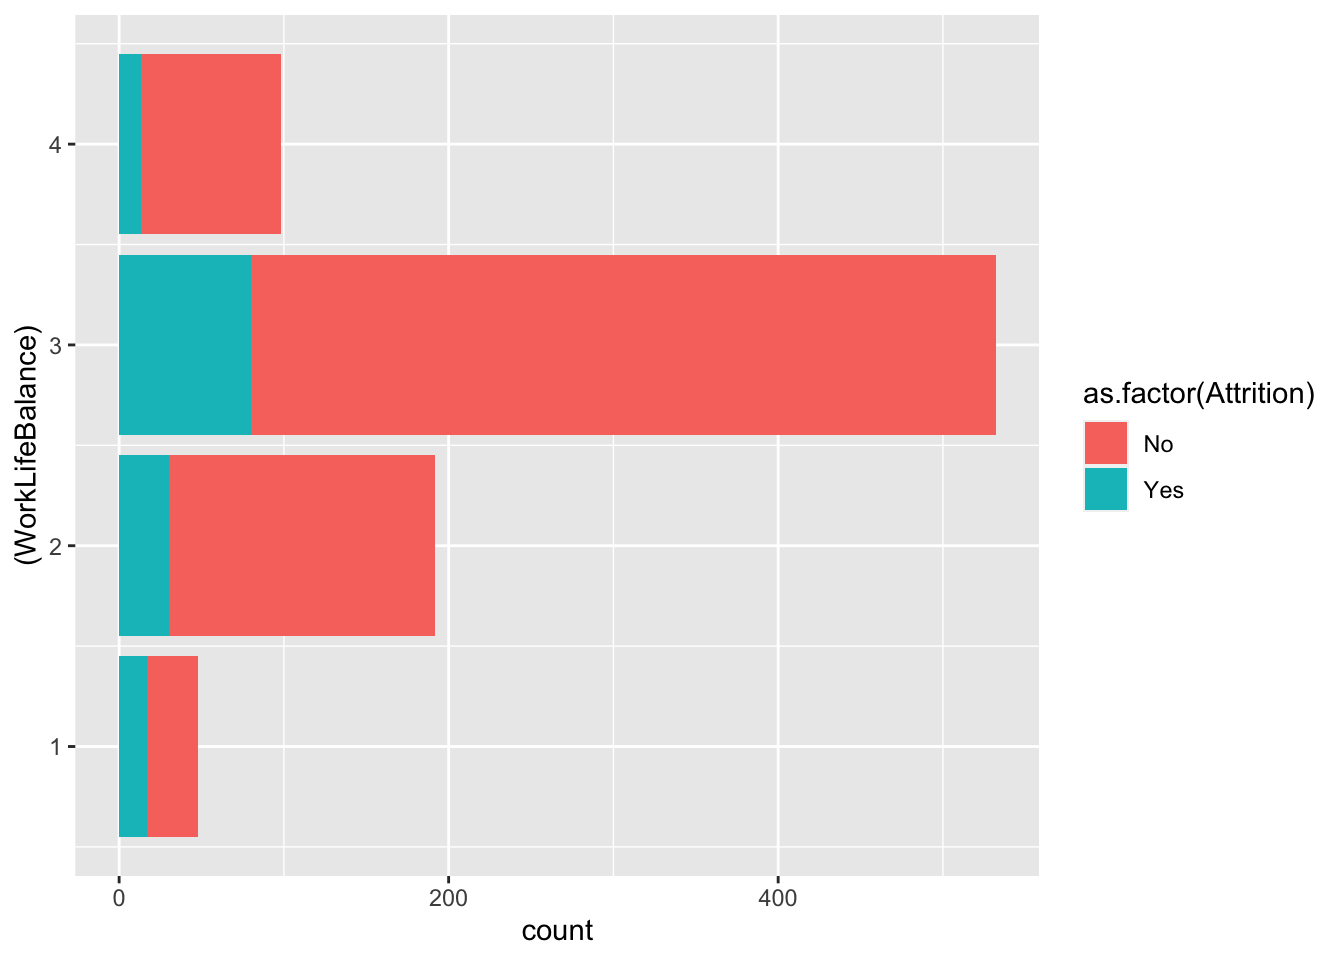 4
3
2
1
(WorkLifeBalance)
0
200
400
count
as.factor(Attrition)
No
Yes